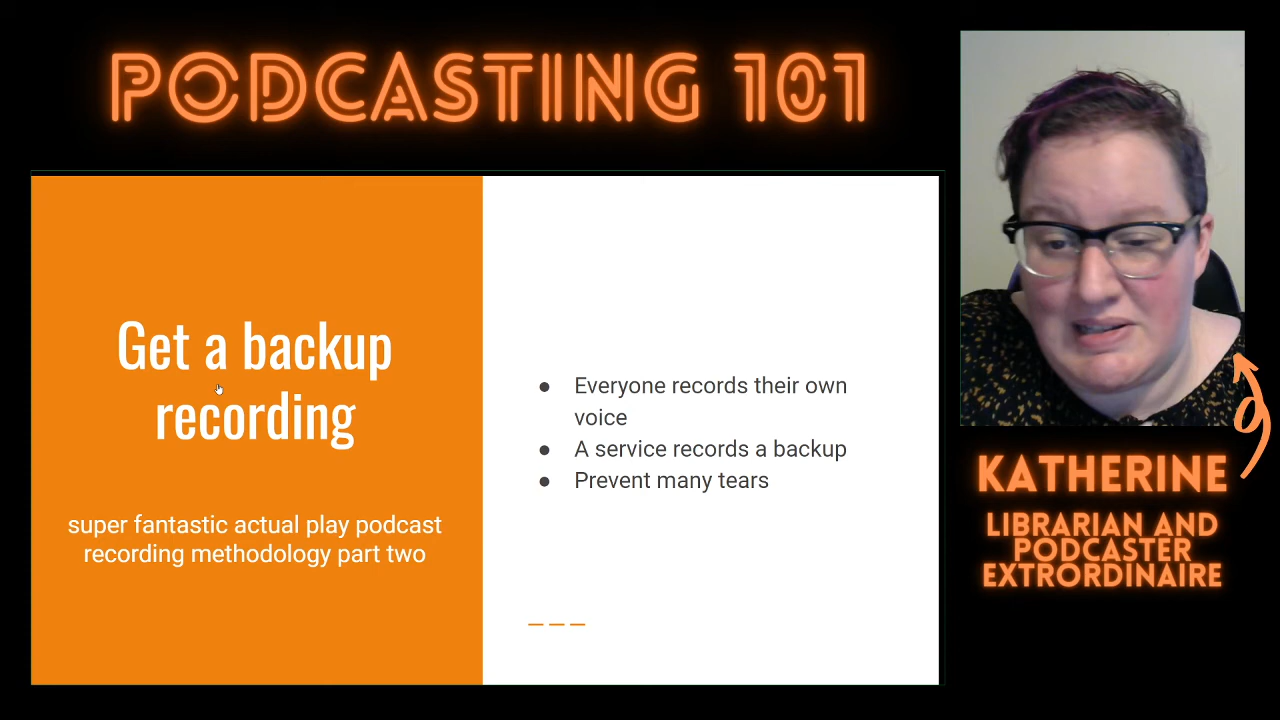 PODCASTING 101
Get a backup
recording
super fantastic actual play podcast
recording methodology part two
● Everyone records their own
voice
● A service records a backup
● Prevent many tears
KATHERINE
LIBRARIAN AND
PODCASTER
EXTRORDINAIRE